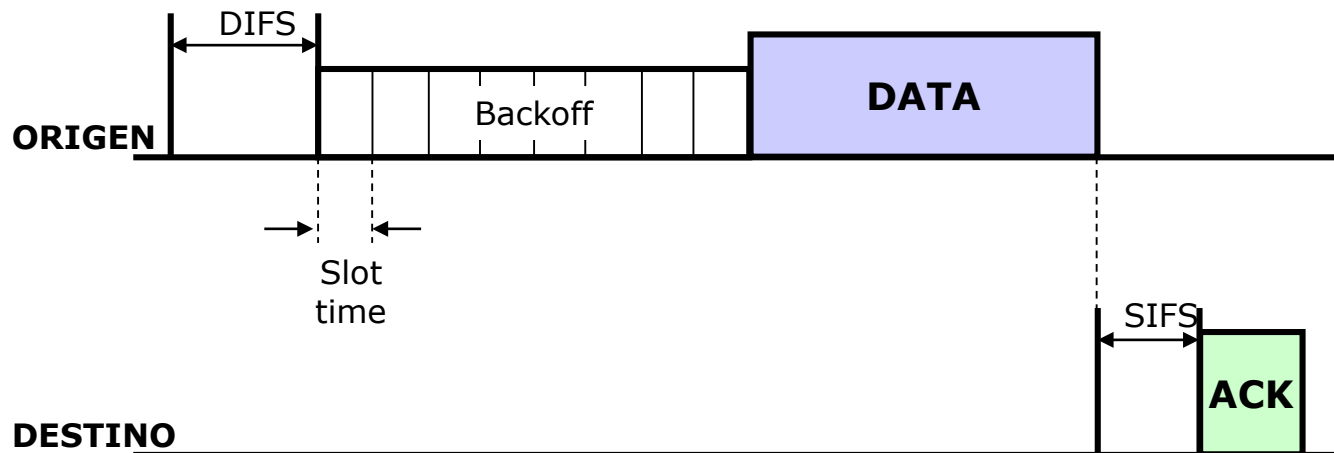 DIFS
Backoff
DATA
ORIGEN
Slot
time
SIFS
ACK
DESTINO